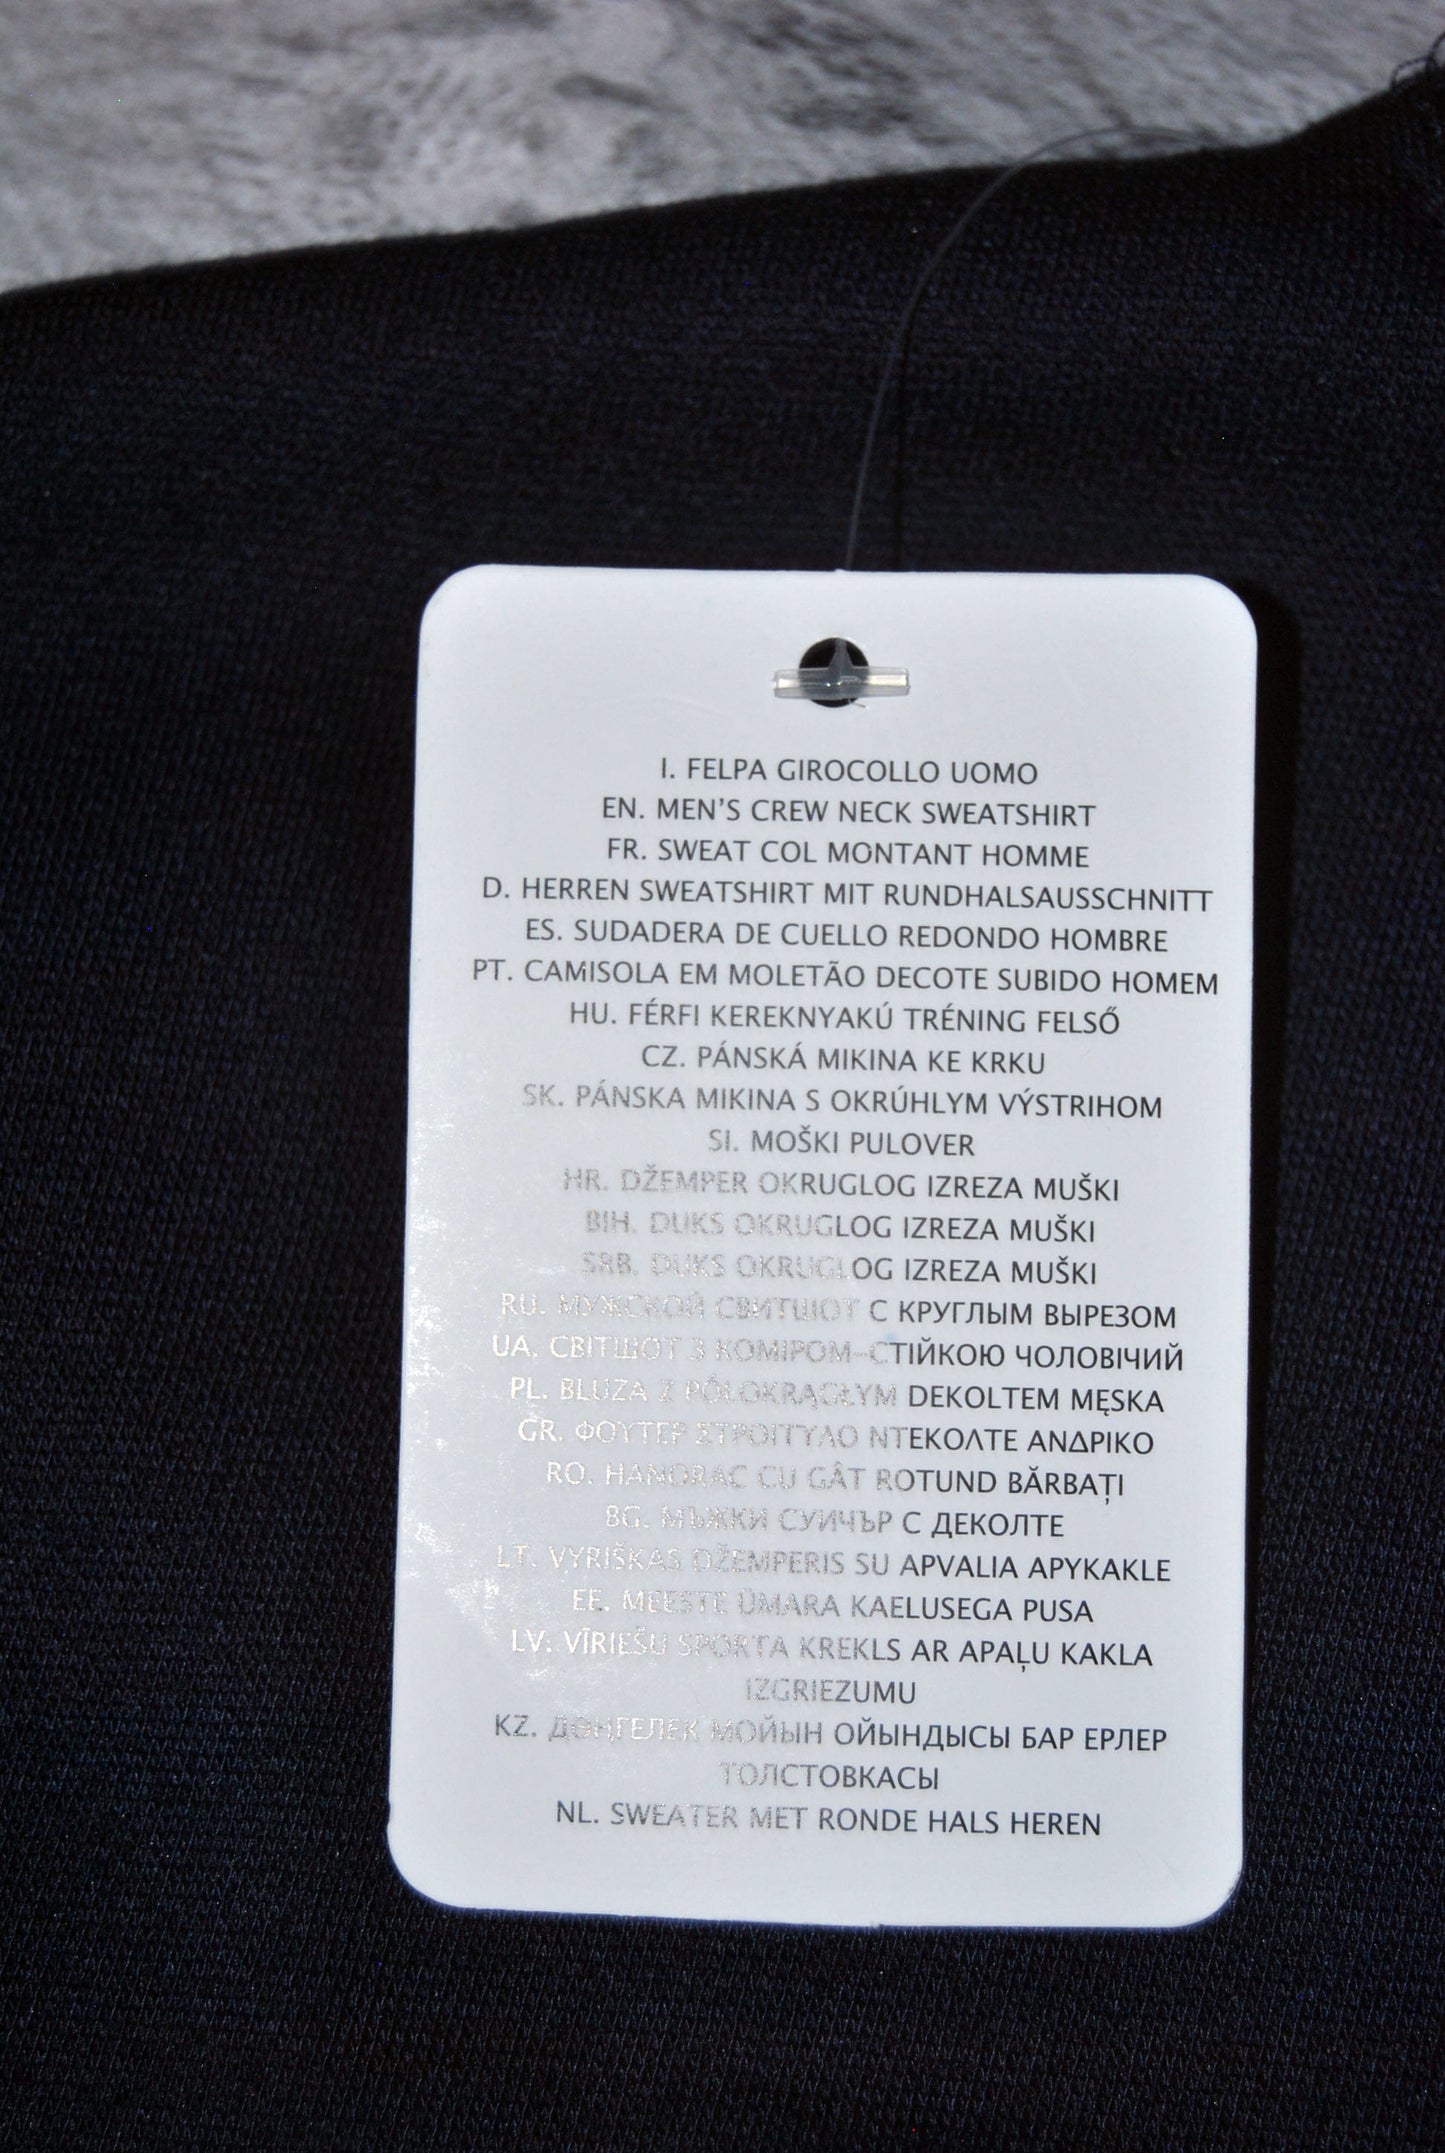 I. FELPA GIROCOLLO UOMO
EN. MEN'S CREW NECK SWEATSHIRT
FR. SWEAT COL MONTANT HOMME
D. HERREN SWEATSHIRT MIT RUNDHALSAUSSCHNITT
ES. SUDADERA DE CUELLO REDONDO HOMBRE
PT. CAMISOLA EM MOLETÃO DECOTE SUBIDO HOMEM
HU. FÉRFI KEREKNYAKÚ TRÉNING FELSŐ
CZ. PÁNSKÁ MIKINA KE KRKU
SK. PÁNSKA MIKINA S OKRÚHLYM VÝSTRIHOM
SI. MOŠKI PULOVER
HR. DŽEMPER OKRUGLOG IZREZA MUŠKI
BIH. DUKS OKRUGLOG IZREZA MUŠKI
SRB. DUKS OKRUGLOG IZREZA MUŠKI
RU. МУЖСКОЙ СВИТШОТ С КРУГЛЫМ ВЫРЕЗОМ
UA. СВІТШОТ З КОМІРОМ-СТІЙКОЮ ЧОЛОВІЧИЙ
PL. BLUZA Z PÓŁOKRĄGŁYM DEKOLTEM MĘSKA
GR. ΦΟΥΤΕΡ ΣΤΡΟΓΓΥΛΟ ΝΤΕΚΟΛΤΕ ΑΝΔΡΙΚΟ
RO. HANORAC CU GÂT ROTUND BĂRBAȚI
BG. МЪЖКИ СУИЧЪР С ДЕКОЛТЕ
LT. VYRIŠKAS DŽEMPERIS SU APVALIA APYKAKLE
EE. MEESTE ÜMARA KAELUSEGA PUSA
LV: VĪRIEŠU SPORTA KREKLS AR APAĻU KAKLA
IZGRIEZUMU
KZ. ДӨҢГЕЛЕК МОЙЫН ОЙЫНДЫСЫ БАР ЕРЛЕР
ТОЛСТОВКАСЫ
NL. SWEATER MET RONDE HALS HEREN